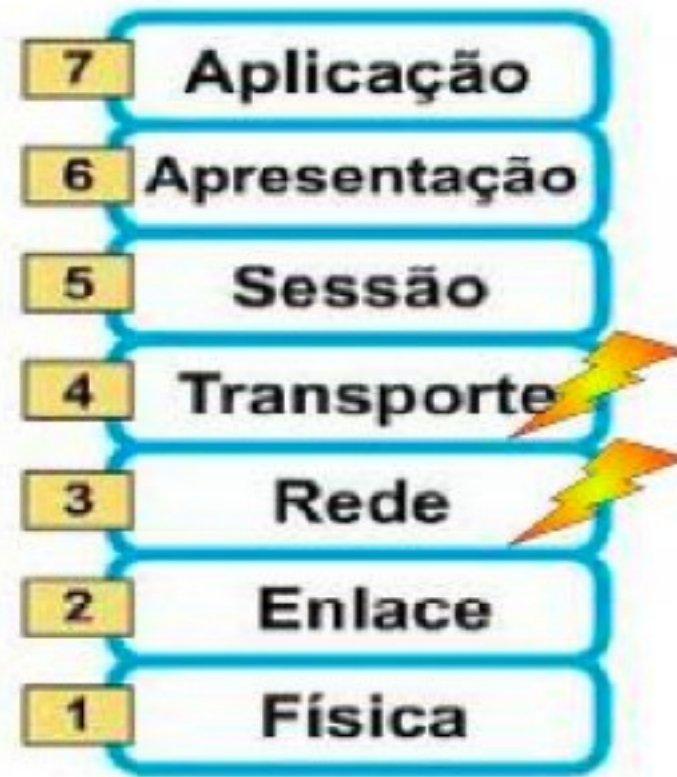 7 Aplicação
6 Apresentação
5 Sessão
4 Transporte
3 Rede
2 Enlace
1 Física